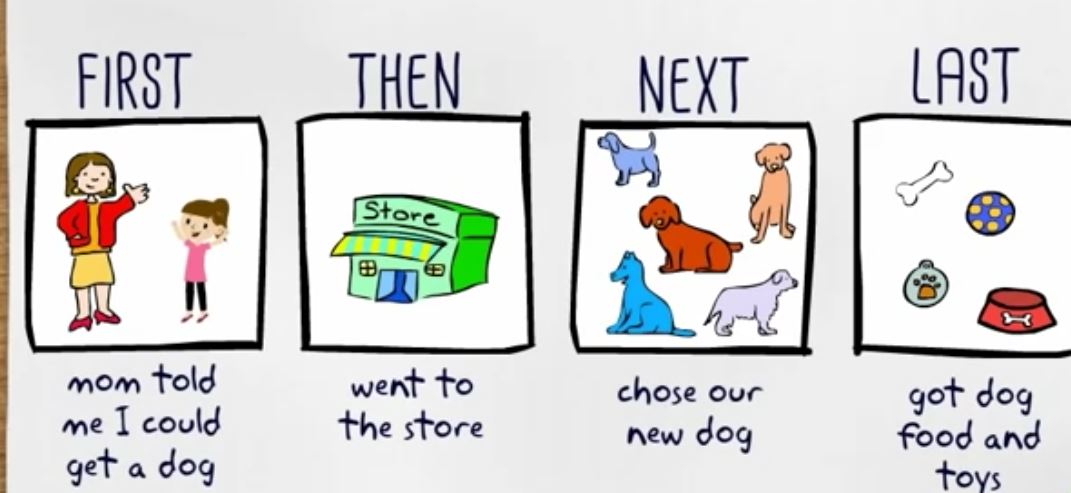 FIRST
mom told
me I could
get a dog
THEN
Store
went to
the store
NEXT
chose our
new dog
LAST
got dog
food and
toys